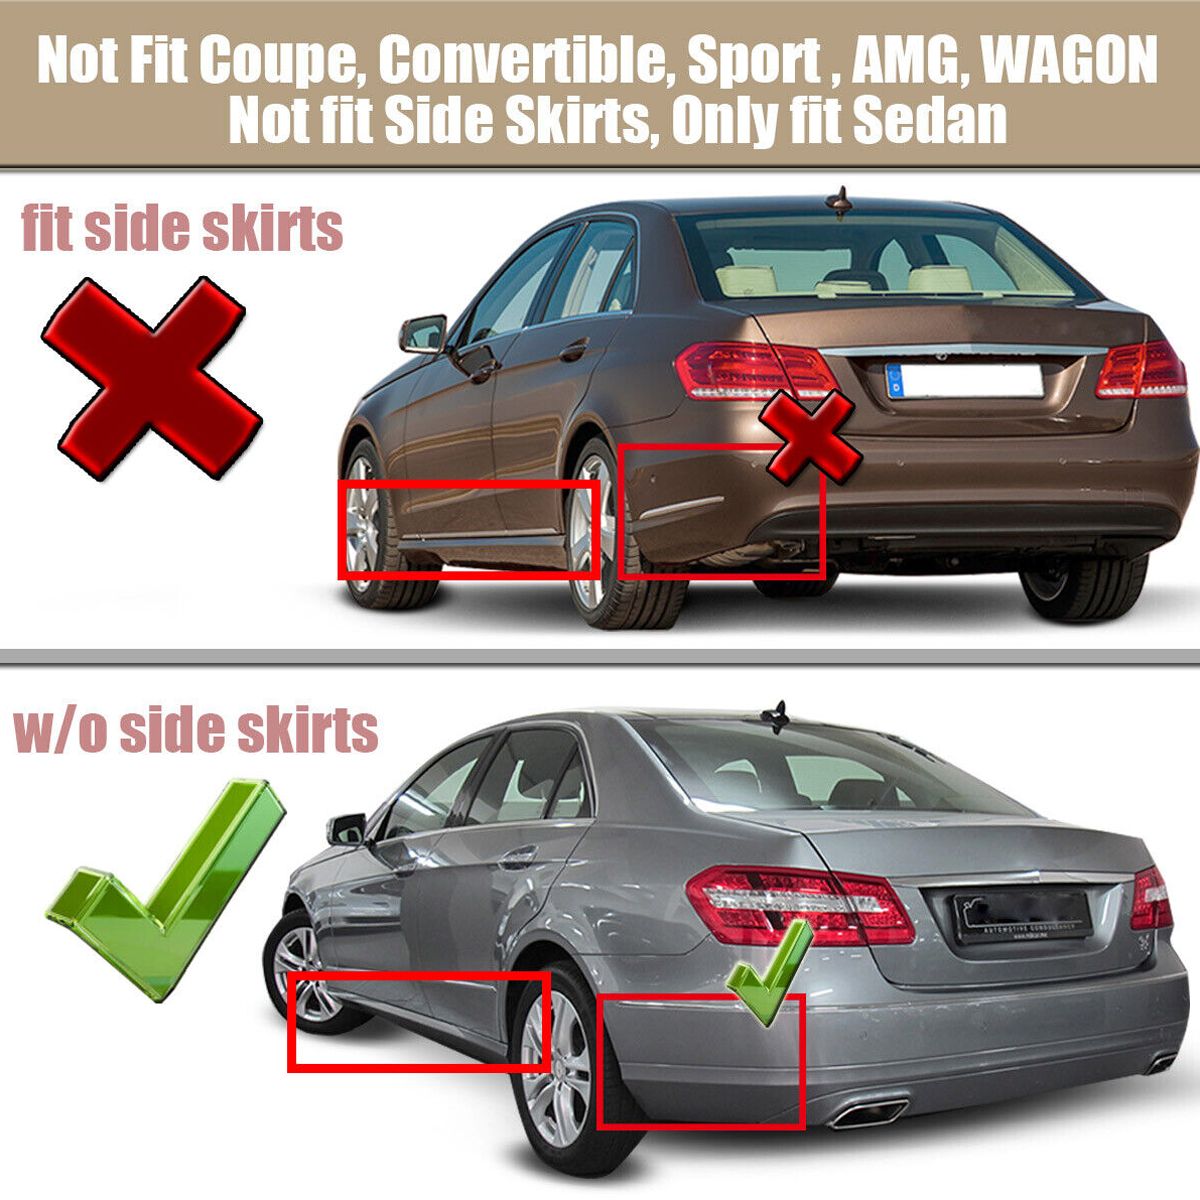 Not Fit Coupe, Convertible, Sport , AMG, WAGON
Not fit Side Skirts, Only fit Sedan
fit side skirts
D
w/o side skirts
AUTOMOTIVE